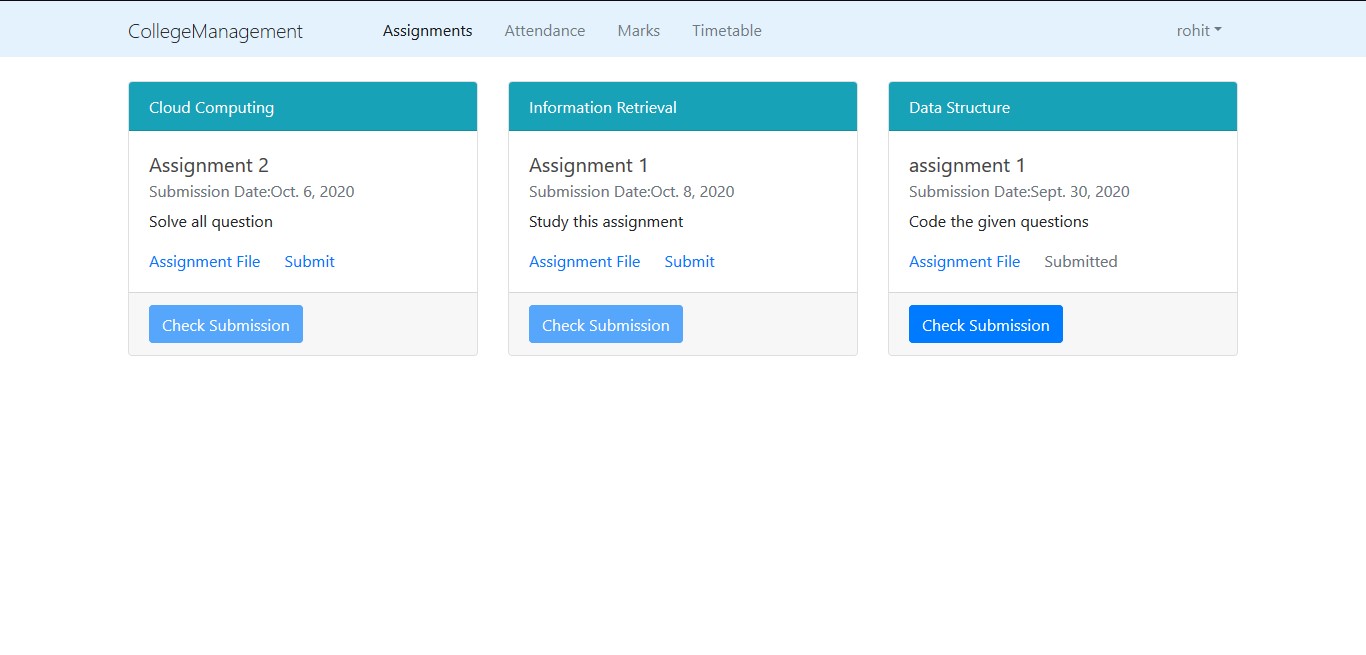 CollegeManagement Assignments Attendance Marks Timetable rohit
Cloud Computing
Assignment 2
Submission Date:Oct. 6, 2020
Solve all question
Assignment File Submit
Check Submission
Information Retrieval
Assignment 1
Submission Date:Oct. 8, 2020
Study this assignment
Assignment File Submit
Check Submission
Data Structure
assignment 1
Submission Date:Sept. 30, 2020
Code the given questions
Assignment File Submitted
Check Submission